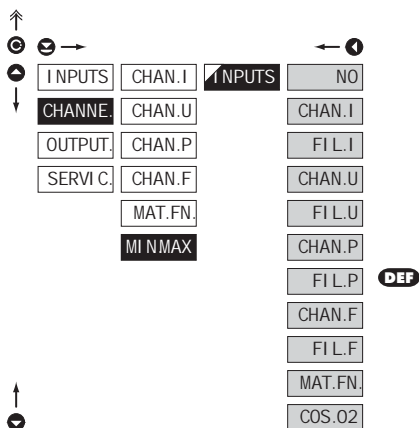 INPUTS CHAN.I INPUTS NO
CHANNE. CHAN.U CHAN.I
OUTPUT. CHAN.P FIL.I
SERVIC. CHAN.F CHAN.U
MAT.FN. FIL.U
MINMAX CHAN.P
FIL.P DEF
CHAN.F
FIL.F
MAT.FN.
COS.02